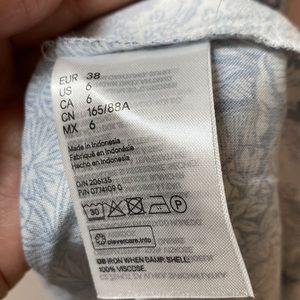 EUR 38
US 6
CA 6
CN 165/88A
MX 6
Made in Indonesia
Fabriqué en Indonésie
Hecho en Indonesia
O/N 206135
P/N 0774109 0
30
P
clevercare.info
GB IRON WHEN DAMP. SHELL:
100% VISCOSE.